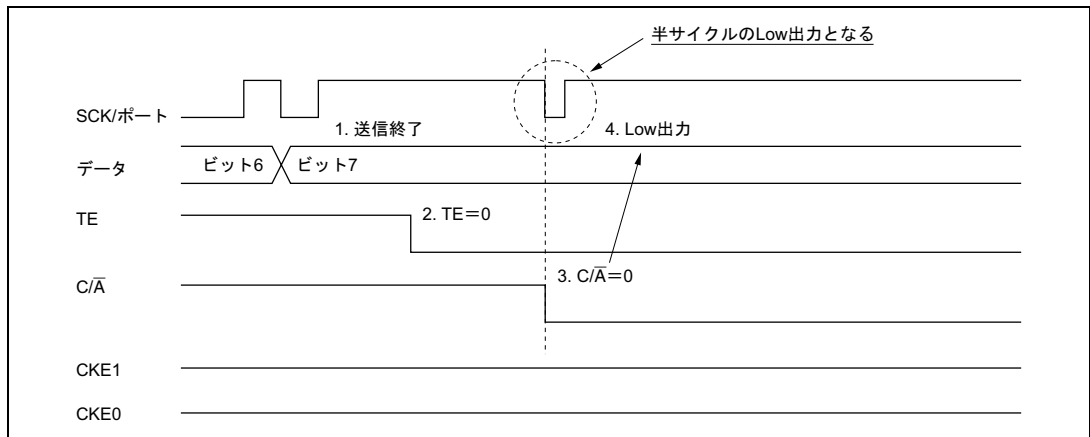 半サイクルのLow出力となる
SCK/ポート
1. 送信終了
4. Low出力
データ
ビット6
ビット7
TE
2. TE＝0
C/A̅
3. C/A̅＝0
CKE1
CKE0